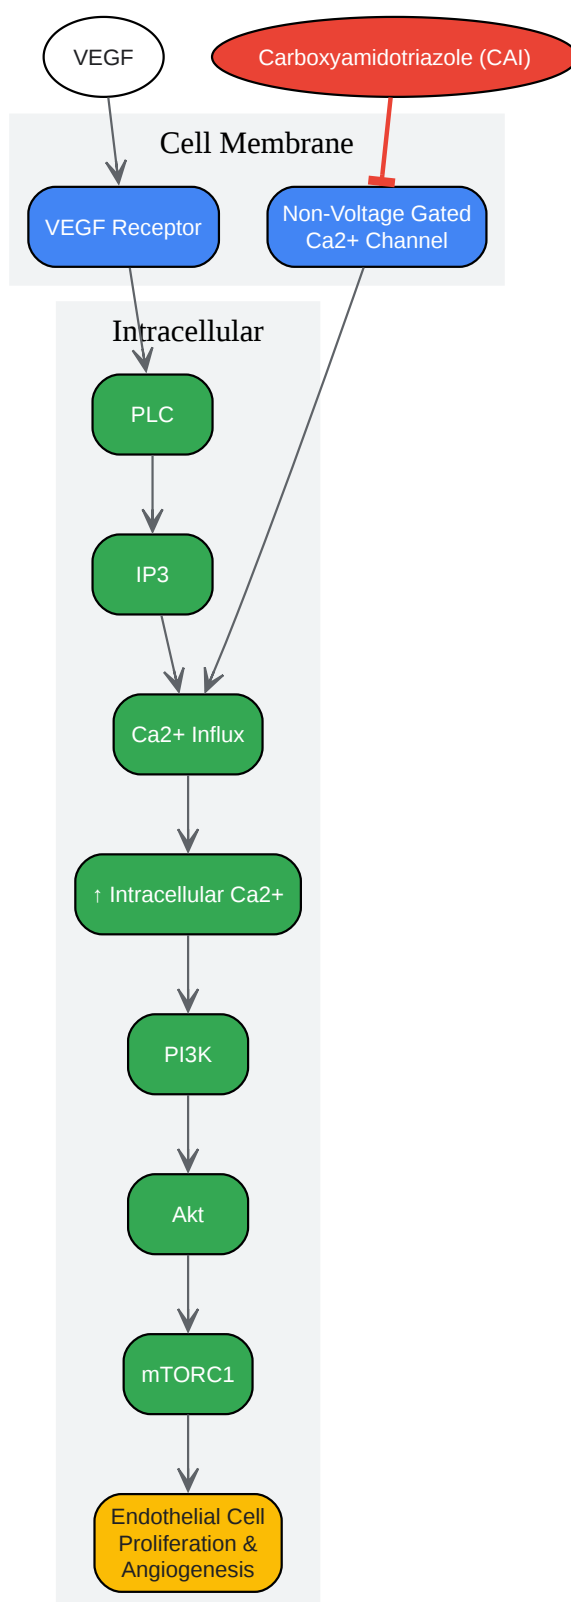 VEGF
Carboxyamidotriazole (CAI)
Cell Membrane
VEGF Receptor
Non-Voltage Gated
Ca2+ Channel
Intracellular
PLC
IP3
Ca2+ Influx
↑ Intracellular Ca2+
PI3K
Akt
mTORC1
Endothelial Cell
Proliferation &
Angiogenesis